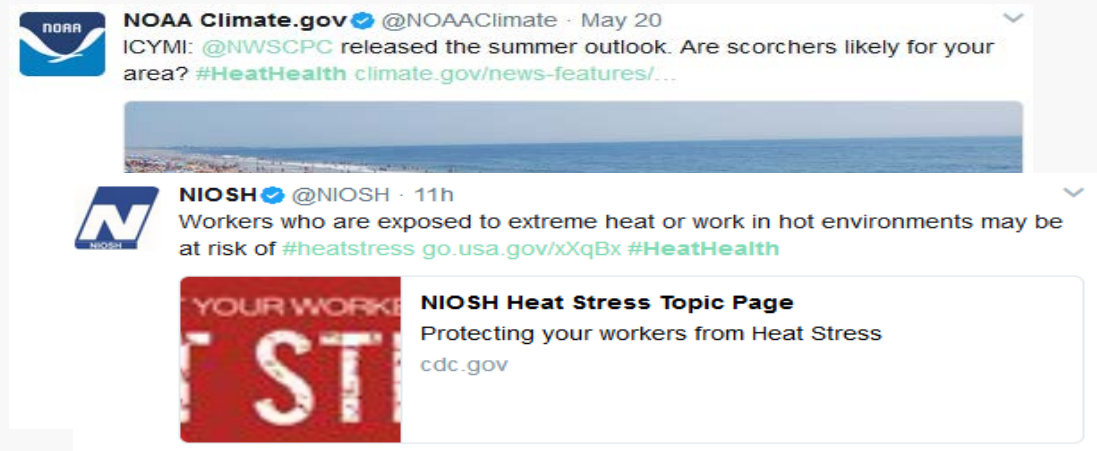 NOAA
NOAA Climate.gov @NOAAClimate · May 20
ICYMI: @NWSCPC released the summer outlook. Are scorchers likely for your
area? #HeatHealth climate.gov/news-features/...
NIOSH
NIOSH @NIOSH · 11h
Workers who are exposed to extreme heat or work in hot environments may be
at risk of #heatstress go.usa.gov/xXqBx #HeatHealth
YOUR WORKE
T ST
NIOSH Heat Stress Topic Page
Protecting your workers from Heat Stress
cdc.gov